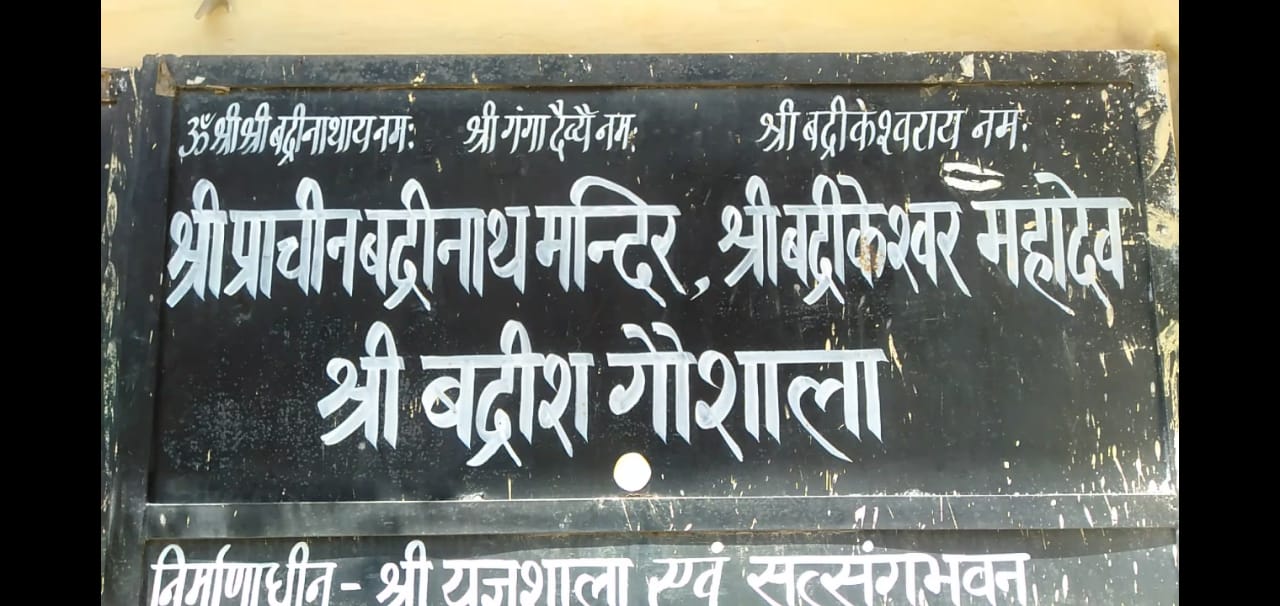 ॐ श्री श्री बद्रीनाथाय नमः श्री गंगा दैव्यै नमः श्री बद्रीकेश्वराय नमः
श्री प्राचीन बद्रीनाथ मन्दिर, श्री बद्रीकेश्वर महादेव
श्री बद्रीश गौशाला
निर्माणाधीन - श्री यज्ञशाला एवं सत्संग भवन